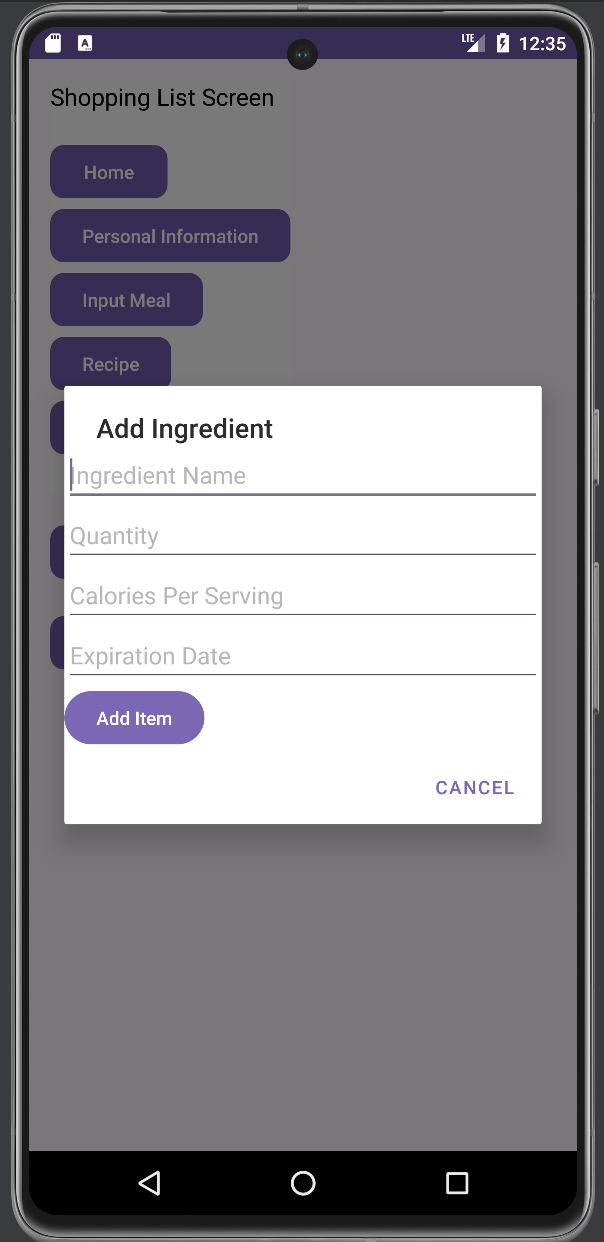 LTE 12:35
Shopping List Screen
Home
Personal Information
Input Meal
Recipe
Add Ingredient
Ingredient Name
Quantity
Calories Per Serving
Expiration Date
Add Item
CANCEL